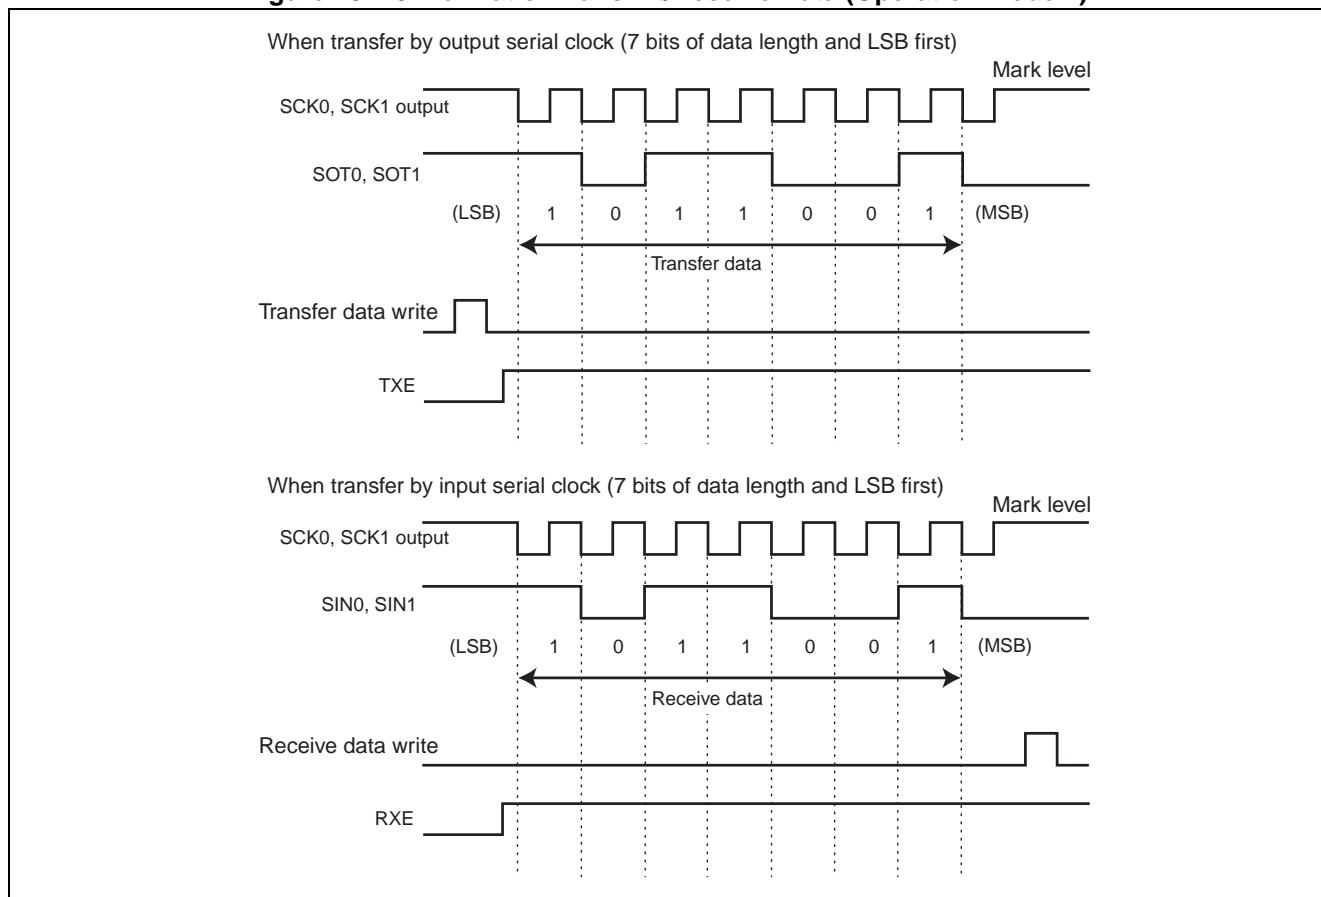 When transfer by output serial clock (7 bits of data length and LSB first)
Mark level
SCK0, SCK1 output
SOT0, SOT1
(LSB) 1 0 1 1 0 0 1 (MSB)
Transfer data
Transfer data write
TXE
When transfer by input serial clock (7 bits of data length and LSB first)
Mark level
SCK0, SCK1 output
SIN0, SIN1
(LSB) 1 0 1 1 0 0 1 (MSB)
Receive data
Receive data write
RXE